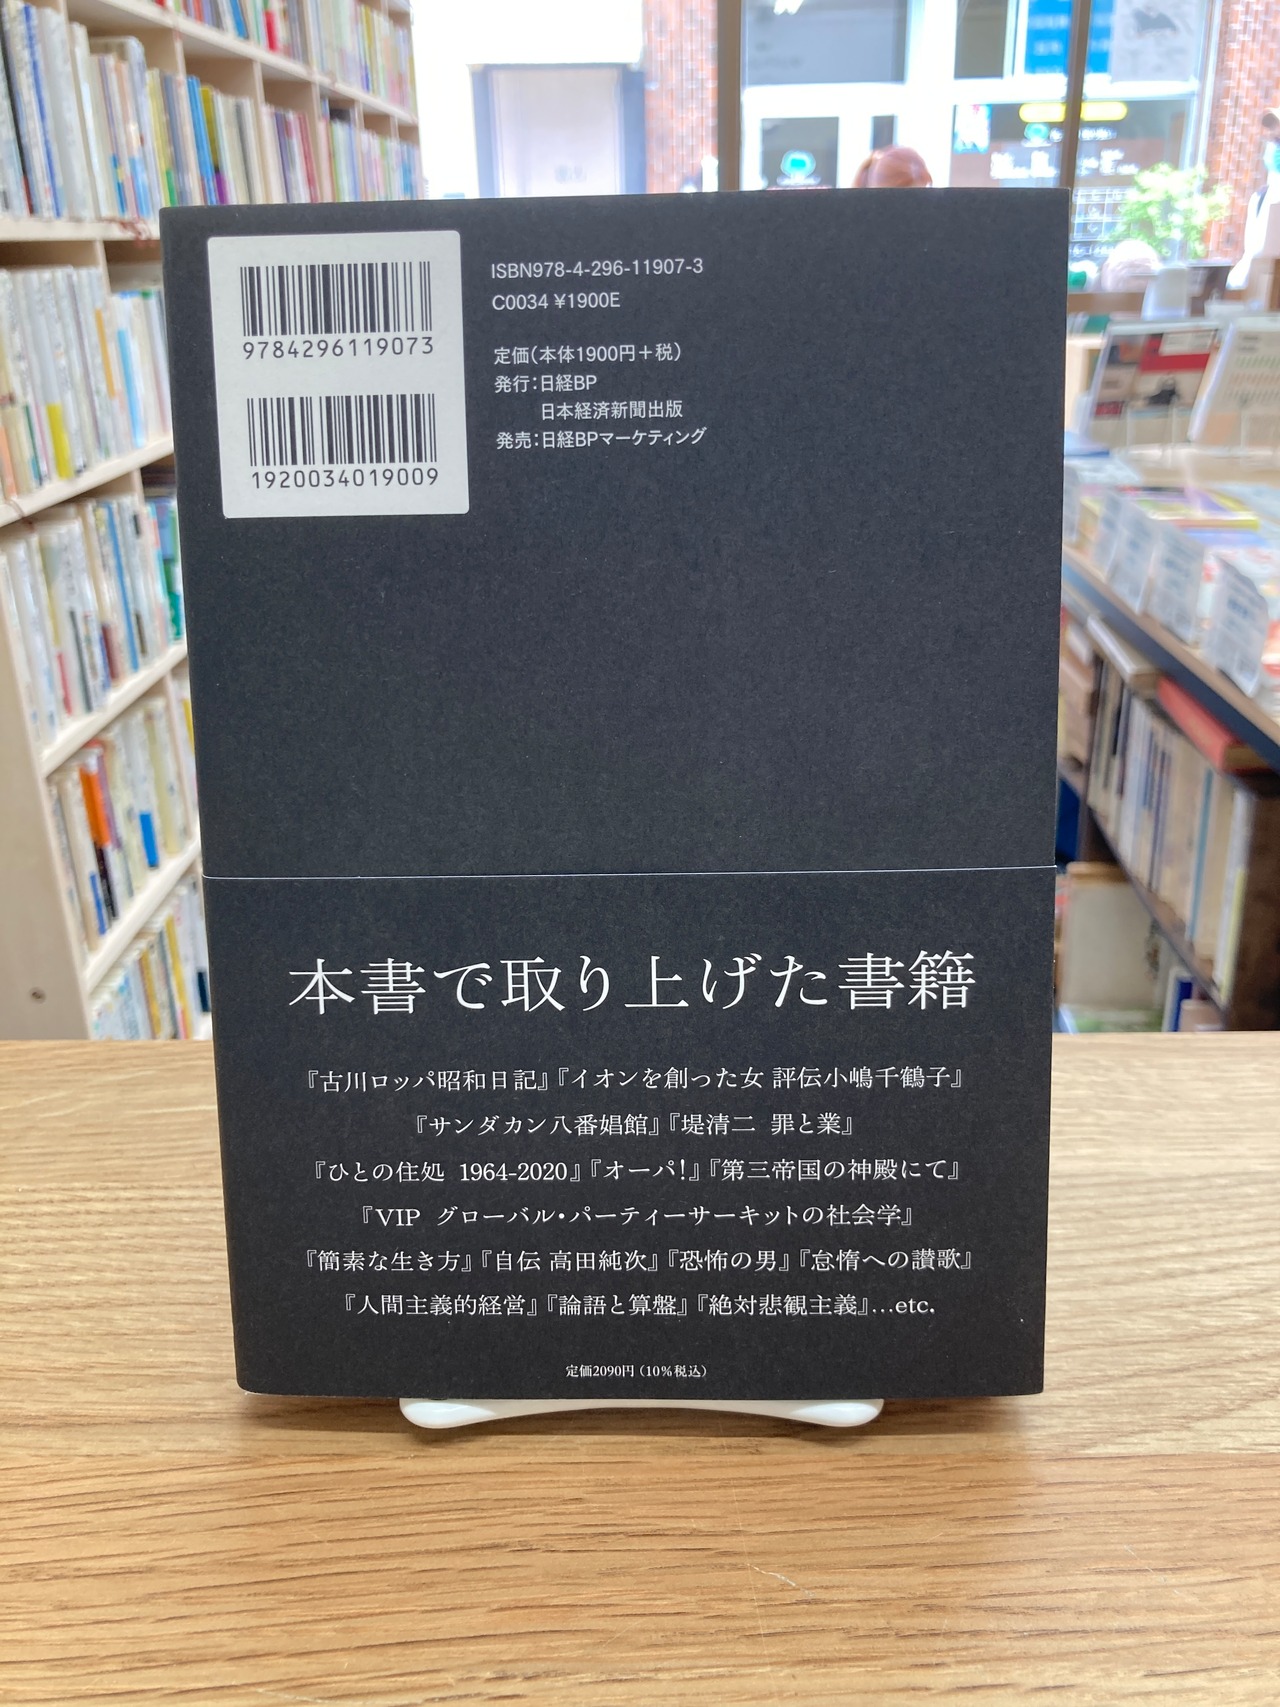 9784296119073
1920034019009
ISBN978-4-296-11907-3
C0034 ¥1900E
定価(本体1900円+税)
発行:日経BP
日本経済新聞出版
発売:日経BPマーケティング
本書で取り上げた書籍
『古川ロッパ昭和日記』『イオンを創った女 評伝小嶋千鶴子』
『サンダカン八番娼館』『堤清二 罪と業』
『ひとの住処 1964-2020』『オーパ!』『第三帝国の神殿にて』
『VIP グローバル・パーティーサーキットの社会学』
『簡素な生き方』『自伝 高田純次』『恐怖の男』『怠惰への讃歌』
『人間主義的経営』『論語と算盤』『絶対悲観主義』…etc.
定価2090円(10%税込)